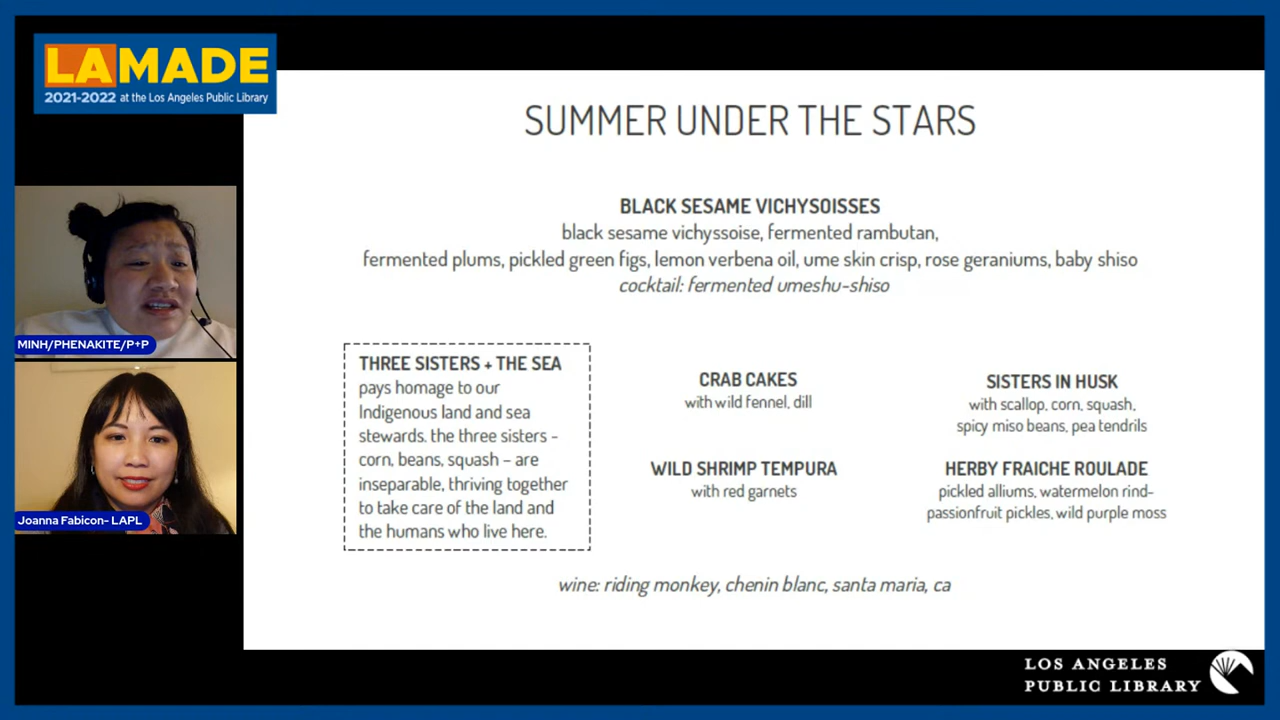 LA MADE
2021-2022 at the Los Angeles Public Library
SUMMER UNDER THE STARS
BLACK SESAME VICHYSOISSES
black sesame vichyssoise, fermented rambutan,
fermented plums, pickled green figs, lemon verbena oil, ume skin crisp, rose geraniums, baby shiso
cocktail: fermented umeshu-shiso
THREE SISTERS + THE SEA
pays homage to our
Indigenous land and sea
stewards. the three sisters -
corn, beans, squash – are
inseparable, thriving together
to take care of the land and
the humans who live here.
CRAB CAKES
with wild fennel, dill
WILD SHRIMP TEMPURA
with red garnets
SISTERS IN HUSK
with scallop, corn, squash,
spicy miso beans, pea tendrils
HERBY FRAICHE ROULADE
pickled alliums, watermelon rind-
passionfruit pickles, wild purple moss
wine: riding monkey, chenin blanc, santa maria, ca
MINH/PHENAKITE/P+P
Joanna Fabicon- LAPL
LOS ANGELES
PUBLIC LIBRARY